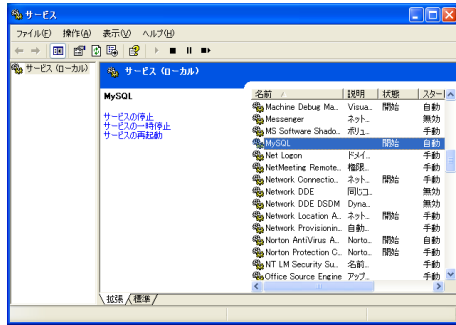 サービス
ファイル(F) 操作(A) 表示(V) ヘルプ(H)
サービス (ローカル)
サービス (ローカル)
MySQL
サービスの停止
サービスの一時停止
サービスの再起動
名前 説明 状態 スター
Machine Debug Ma... Visua... 開始 自動
Messenger ネット... 無効
MS Software Shado... ボリュ... 手動
MySQL 開始 自動
Net Logon ドメイ... 手動
NetMeeting Remote... 権限... 手動
Network Connectio... ネット... 開始 手動
Network DDE 同じコ... 無効
Network DDE DSDM Dyna... 無効
Network Location A... ネット... 開始 手動
Network Provisionin... 自動... 手動
Norton AntiVirus A... Norto... 開始 自動
Norton Protection C... Norto... 開始 手動
NT LM Security Su... 名前... 手動
Office Source Engine アップ... 手動
拡張 標準